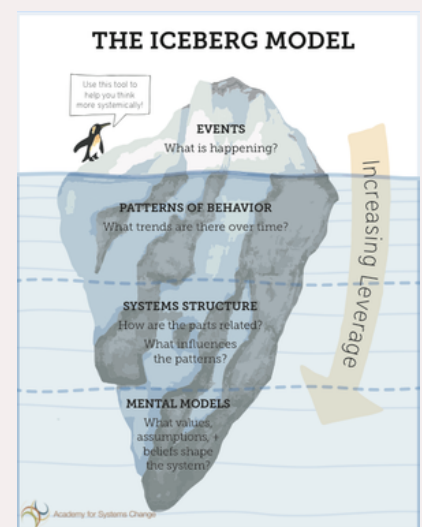 THE ICEBERG MODEL
Use this tool to
help you think
more systemically!
EVENTS
What is happening?
PATTERNS OF BEHAVIOR
What trends are there over time?
SYSTEMS STRUCTURE
How are the parts related?
What influences
the patterns?
MENTAL MODELS
What values,
assumptions, +
beliefs shape
the system?
Increasing Leverage
Academy for Systems Change